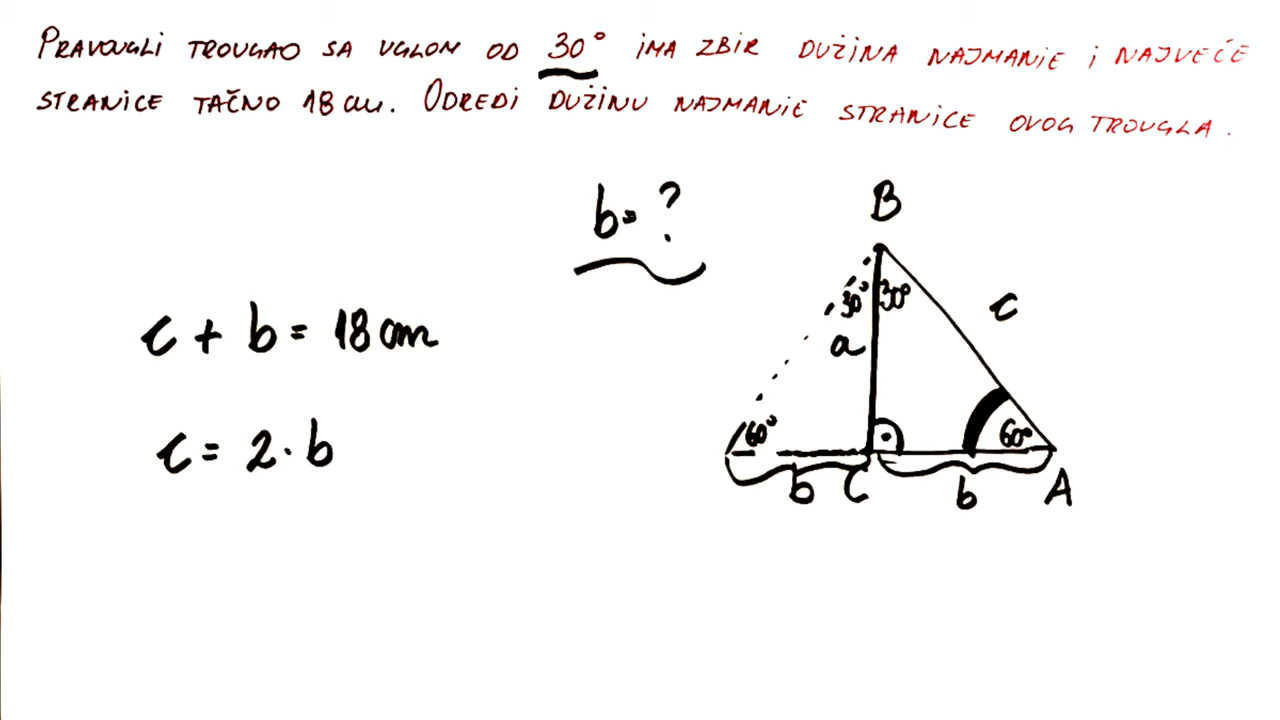 PRAVOUGLI TROUGAO SA UGLOM OD 30° IMA ZBIR DUŽINA NAJMANJE I NAJVEĆE
STRANICE TAČNO 18 cm. ODREDI DUŽINU NAJMANJE STRANICE OVOG TROUGLA.
b = ?
B
30° 30° c
c + b = 18 cm
a
c = 2 · b
60° 60°
b C b A